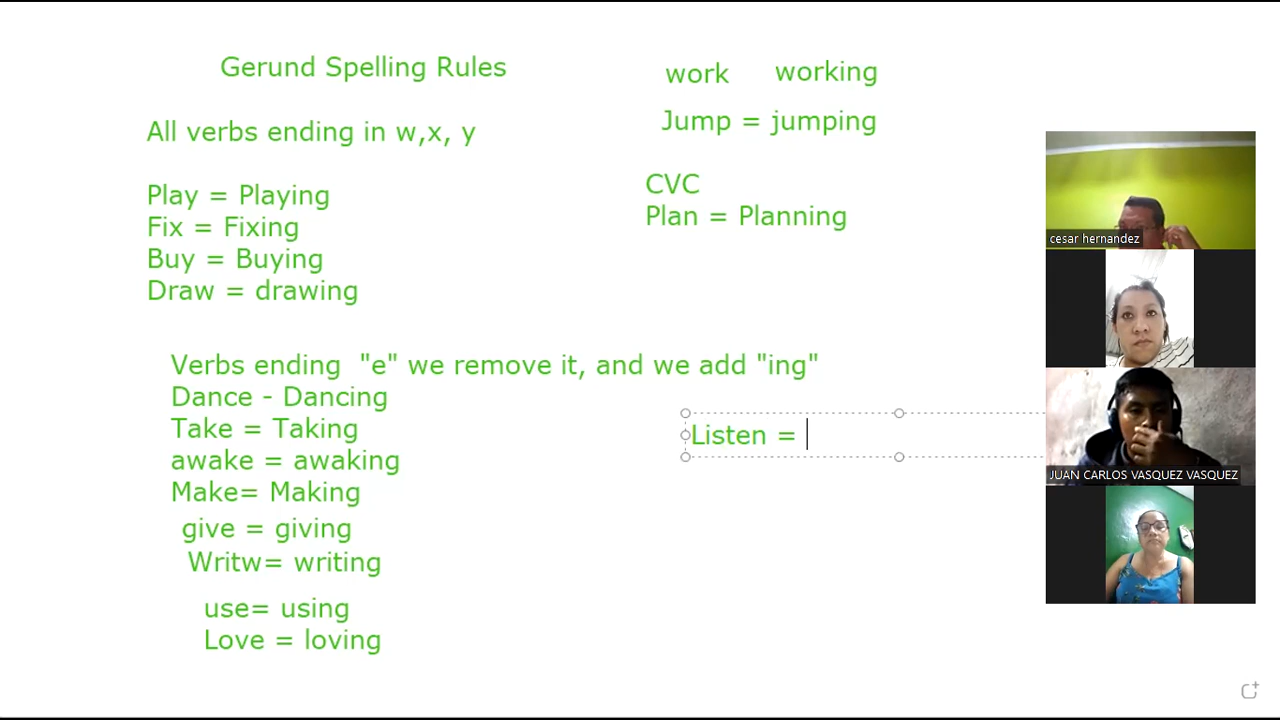 Gerund Spelling Rules
All verbs ending in w,x, y
Play = Playing
Fix = Fixing
Buy = Buying
Draw = drawing
work working
Jump = jumping
CVC
Plan = Planning
Verbs ending "e" we remove it, and we add "ing"
Dance - Dancing
Take = Taking
awake = awaking
Make= Making
give = giving
Writw= writing
use= using
Love = loving
Listen =
cesar hernandez
JUAN CARLOS VASQUEZ VASQUEZ